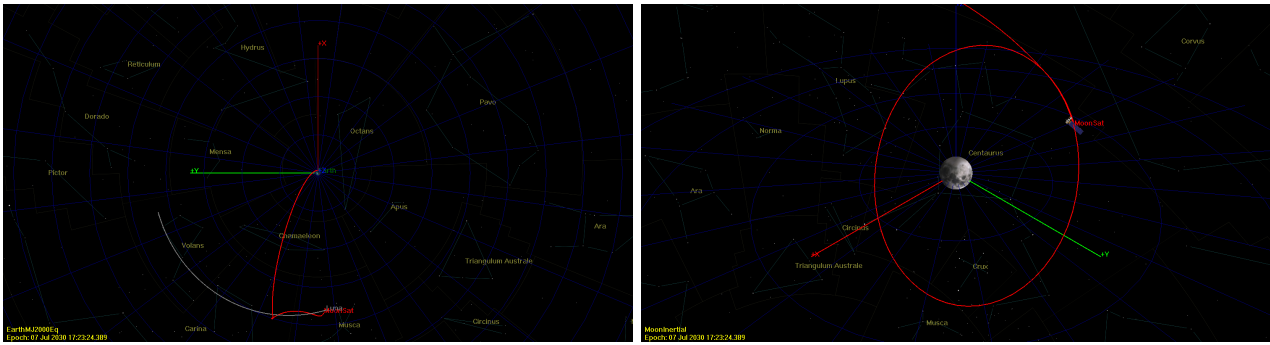 +X
Hydrus
Reticulum
Pavo
Dorado
Octans
Mensa
Pictor
+Y
Apus
Ara
Chamaeleon
Volans
Triangulum Australe
MoonSat
Carina
Musca
Circinus
EarthMJ2000Eq
Epoch: 07 Jul 2030 17:23:24.389
Corvus
Lupus
MoonSat
Norma
Centaurus
Ara
Circinus
+X
+Y
Triangulum Australe
Crux
Musca
MoonInertial
Epoch: 07 Jul 2030 17:23:24.389